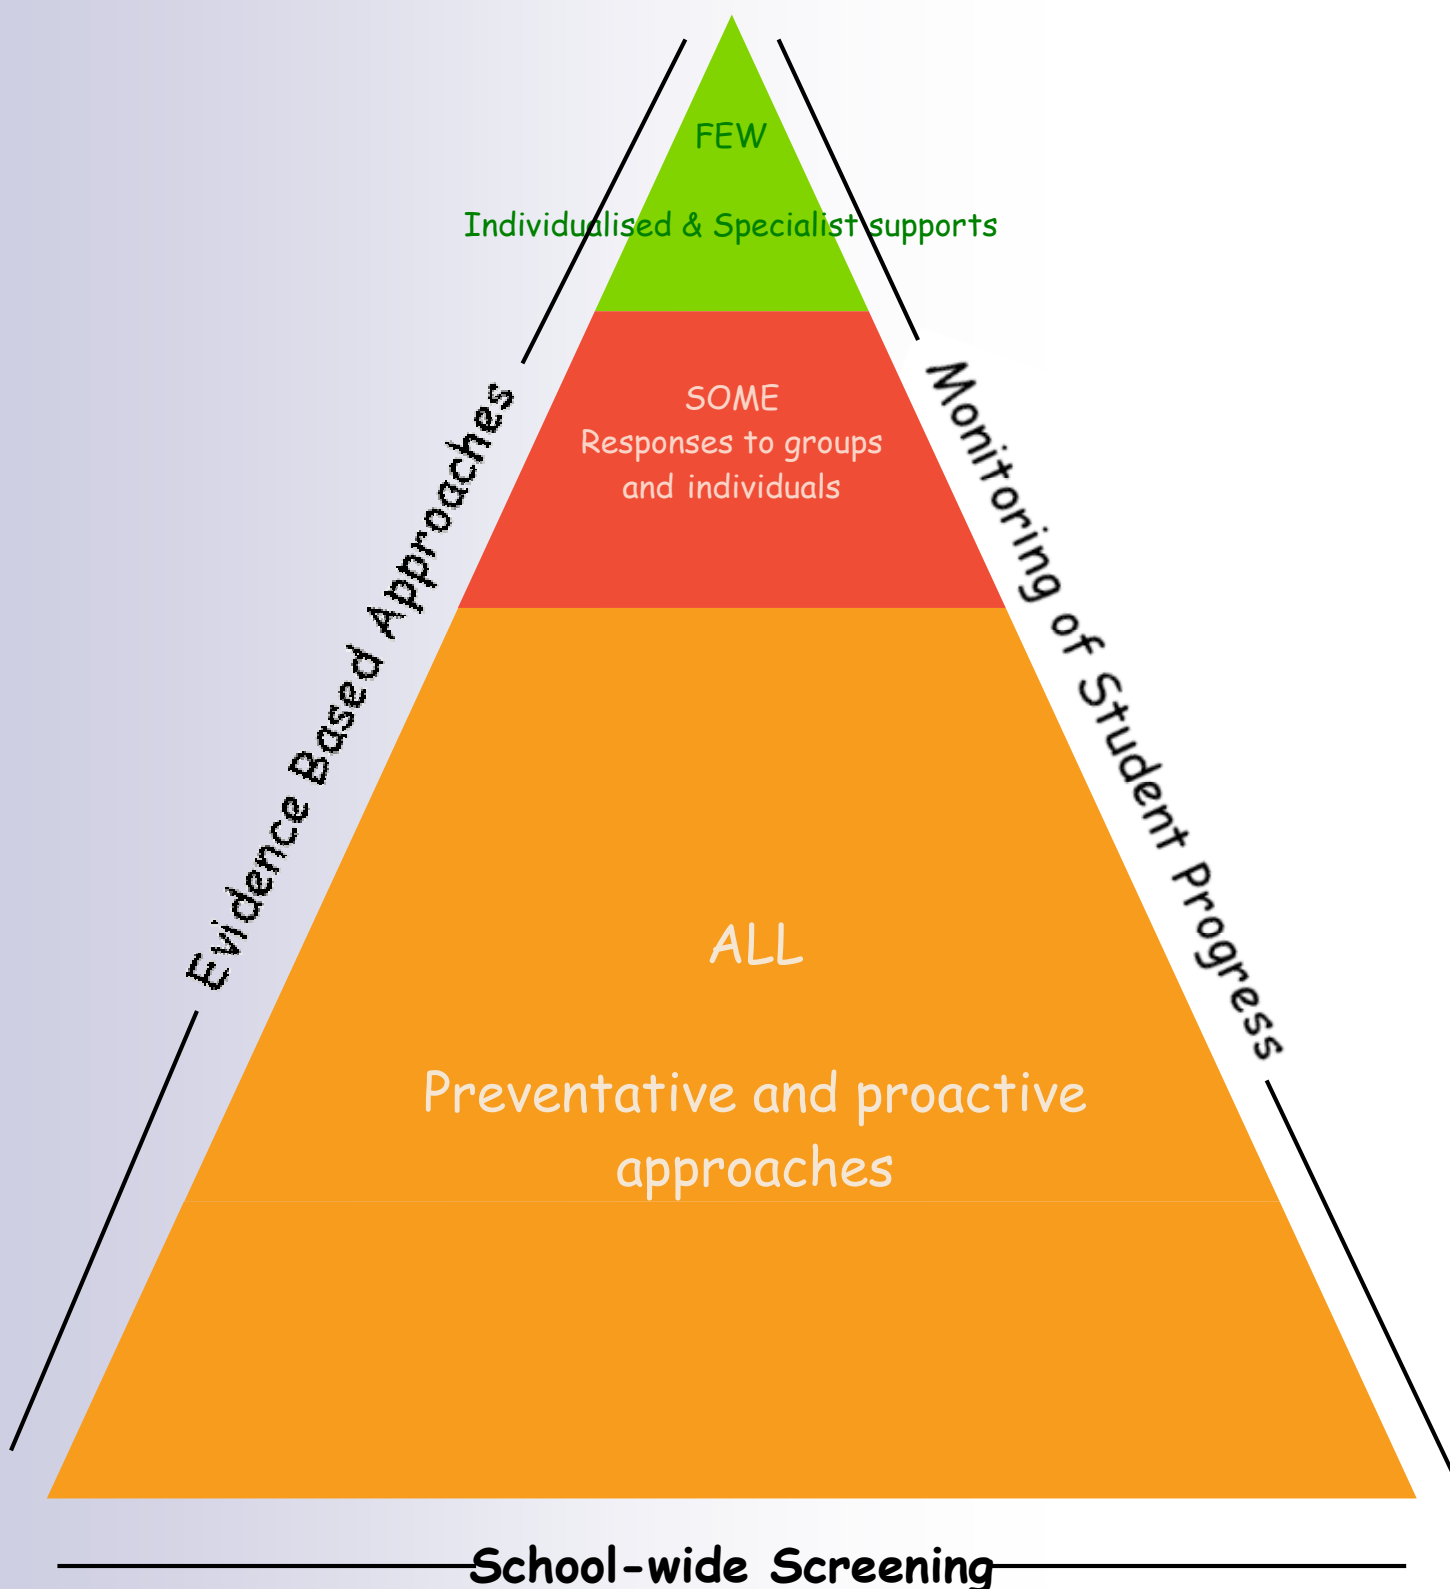 FEW
Individualised & Specialist supports
SOME
Responses to groups
and individuals
Evidence Based Approaches
Monitoring of Student Progress
ALL
Preventative and proactive
approaches
School-wide Screening